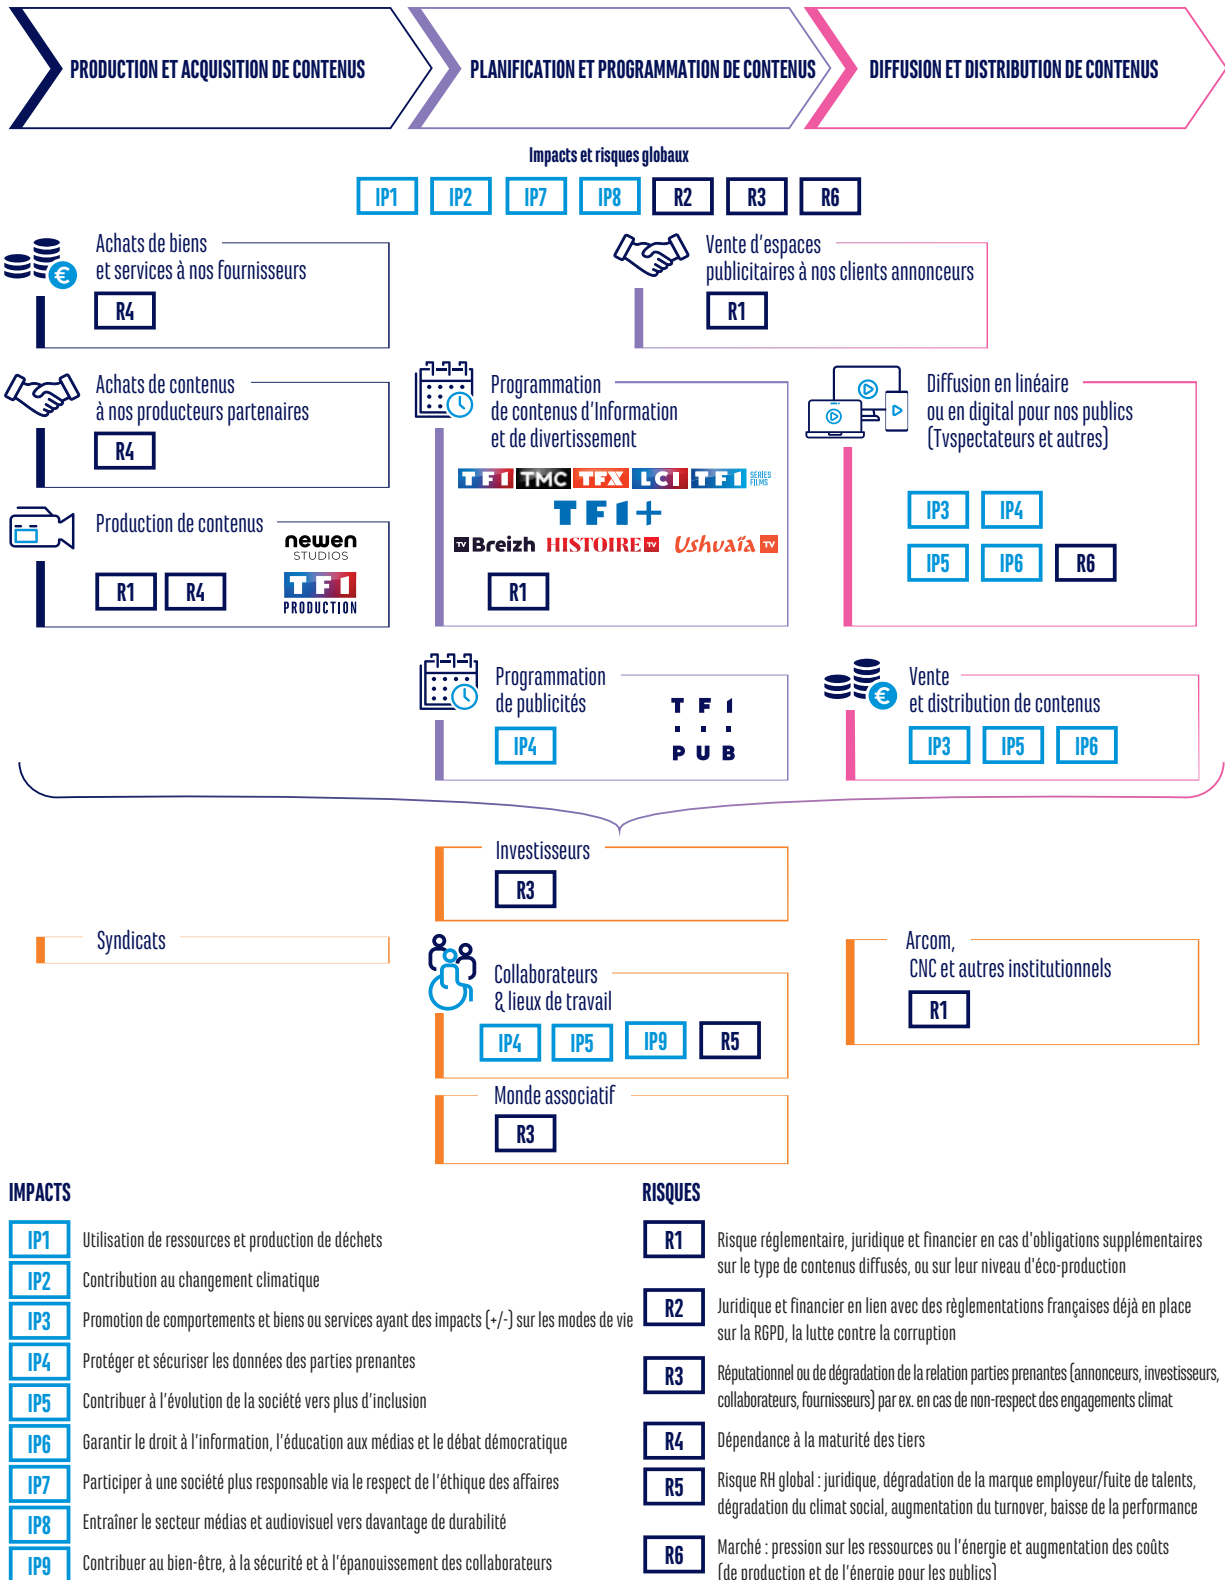 PRODUCTION ET ACQUISITION DE CONTENUS
PLANIFICATION ET PROGRAMMATION DE CONTENUS
DIFFUSION ET DISTRIBUTION DE CONTENUS
Impacts et risques globaux
IP1 IP2 IP7 IP8 R2 R3 R6
Achats de biens
et services à nos fournisseurs
R4
Vente d'espaces
publicitaires à nos clients annonceurs
R1
Achats de contenus
à nos producteurs partenaires
R4
Programmation
de contenus d'Information
et de divertissement
TF1 TMC TFX LCI TF1 SÉRIES FILMS
TF1+
TV Breizh HISTOIRE TV Ushuaïa TV
R1
Diffusion en linéaire
ou en digital pour nos publics
(Tvspectateurs et autres)
IP3 IP4
IP5 IP6 R6
Production de contenus
newen
STUDIOS
R1 R4
TF1
PRODUCTION
Programmation
de publicités
IP4
TF1
PUB
Vente
et distribution de contenus
IP3 IP5 IP6
Investisseurs
R3
Syndicats
Collaborateurs
& lieux de travail
IP4 IP5 IP9 R5
Arcom,
CNC et autres institutionnels
R1
Monde associatif
R3
IMPACTS
IP1 Utilisation de ressources et production de déchets
IP2 Contribution au changement climatique
IP3 Promotion de comportements et biens ou services ayant des impacts (+/-) sur les modes de vie
IP4 Protéger et sécuriser les données des parties prenantes
IP5 Contribuer à l'évolution de la société vers plus d'inclusion
IP6 Garantir le droit à l'information, l'éducation aux médias et le débat démocratique
IP7 Participer à une société plus responsable via le respect de l'éthique des affaires
IP8 Entraîner le secteur médias et audiovisuel vers davantage de durabilité
IP9 Contribuer au bien-être, à la sécurité et à l'épanouissement des collaborateurs
RISQUES
R1 Risque réglementaire, juridique et financier en cas d'obligations supplémentaires
sur le type de contenus diffusés, ou sur leur niveau d'éco-production
R2 Juridique et financier en lien avec des règlementations françaises déjà en place
sur la RGPD, la lutte contre la corruption
R3 Réputationnel ou de dégradation de la relation parties prenantes (annonceurs, investisseurs,
collaborateurs, fournisseurs) par ex. en cas de non-respect des engagements climat
R4 Dépendance à la maturité des tiers
R5 Risque RH global : juridique, dégradation de la marque employeur/fuite de talents,
dégradation du climat social, augmentation du turnover, baisse de la performance
R6 Marché : pression sur les ressources ou l'énergie et augmentation des coûts
(de production et de l'énergie pour les publics)